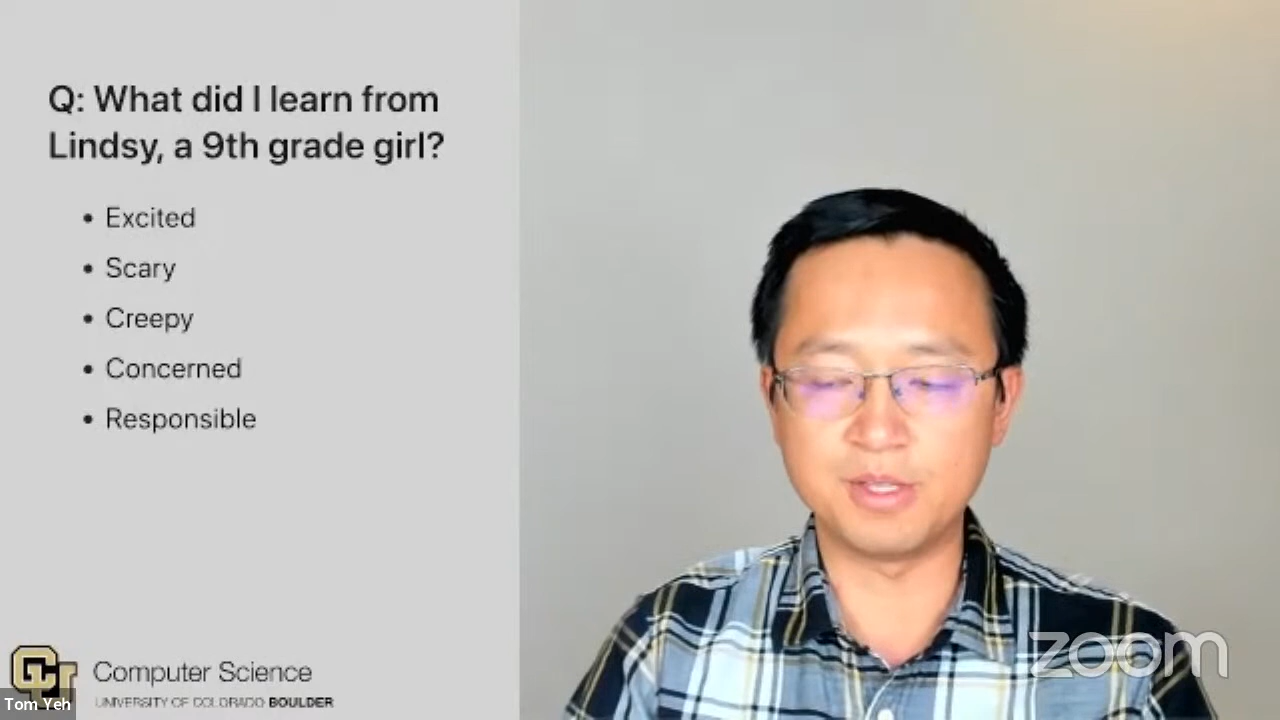 Q: What did I learn from
Lindsy, a 9th grade girl?
• Excited
• Scary
• Creepy
• Concerned
• Responsible
Computer Science
UNIVERSITY OF COLORADO BOULDER
Tom Yeh
zoom